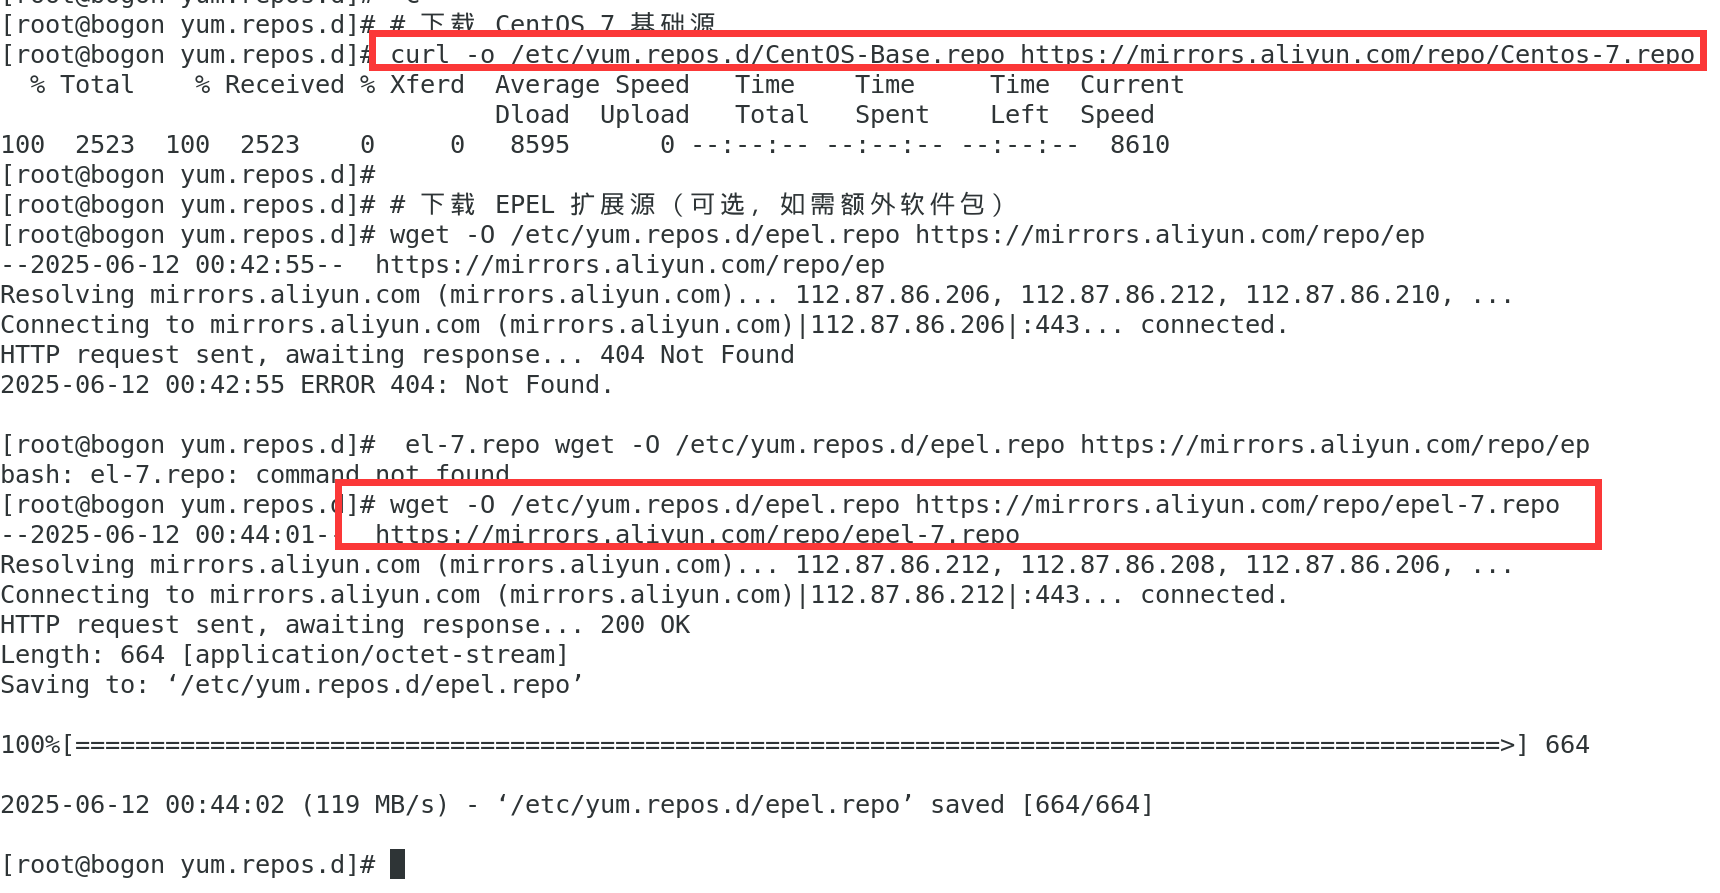 [root@bogon yum.repos.d]# # 下载 CentOS 7 基础源
[root@bogon yum.repos.d]# curl -o /etc/yum.repos.d/CentOS-Base.repo https://mirrors.aliyun.com/repo/Centos-7.repo
  % Total    % Received % Xferd  Average Speed   Time    Time     Time  Current
                                 Dload  Upload   Total   Spent    Left  Speed
100  2523  100  2523    0     0   8595      0 --:--:-- --:--:-- --:--:--  8610
[root@bogon yum.repos.d]#
[root@bogon yum.repos.d]# # 下载 EPEL 扩展源（可选，如需额外软件包）
[root@bogon yum.repos.d]# wget -O /etc/yum.repos.d/epel.repo https://mirrors.aliyun.com/repo/ep
--2025-06-12 00:42:55--  https://mirrors.aliyun.com/repo/ep
Resolving mirrors.aliyun.com (mirrors.aliyun.com)... 112.87.86.206, 112.87.86.212, 112.87.86.210, ...
Connecting to mirrors.aliyun.com (mirrors.aliyun.com)|112.87.86.206|:443... connected.
HTTP request sent, awaiting response... 404 Not Found
2025-06-12 00:42:55 ERROR 404: Not Found.
[root@bogon yum.repos.d]#  el-7.repo wget -O /etc/yum.repos.d/epel.repo https://mirrors.aliyun.com/repo/ep
bash: el-7.repo: command not found
[root@bogon yum.repos.d]# wget -O /etc/yum.repos.d/epel.repo https://mirrors.aliyun.com/repo/epel-7.repo
--2025-06-12 00:44:01--  https://mirrors.aliyun.com/repo/epel-7.repo
Resolving mirrors.aliyun.com (mirrors.aliyun.com)... 112.87.86.212, 112.87.86.208, 112.87.86.206, ...
Connecting to mirrors.aliyun.com (mirrors.aliyun.com)|112.87.86.212|:443... connected.
HTTP request sent, awaiting response... 200 OK
Length: 664 [application/octet-stream]
Saving to: ‘/etc/yum.repos.d/epel.repo’
100%[===============================================================================================>] 664
2025-06-12 00:44:02 (119 MB/s) - ‘/etc/yum.repos.d/epel.repo’ saved [664/664]
[root@bogon yum.repos.d]#